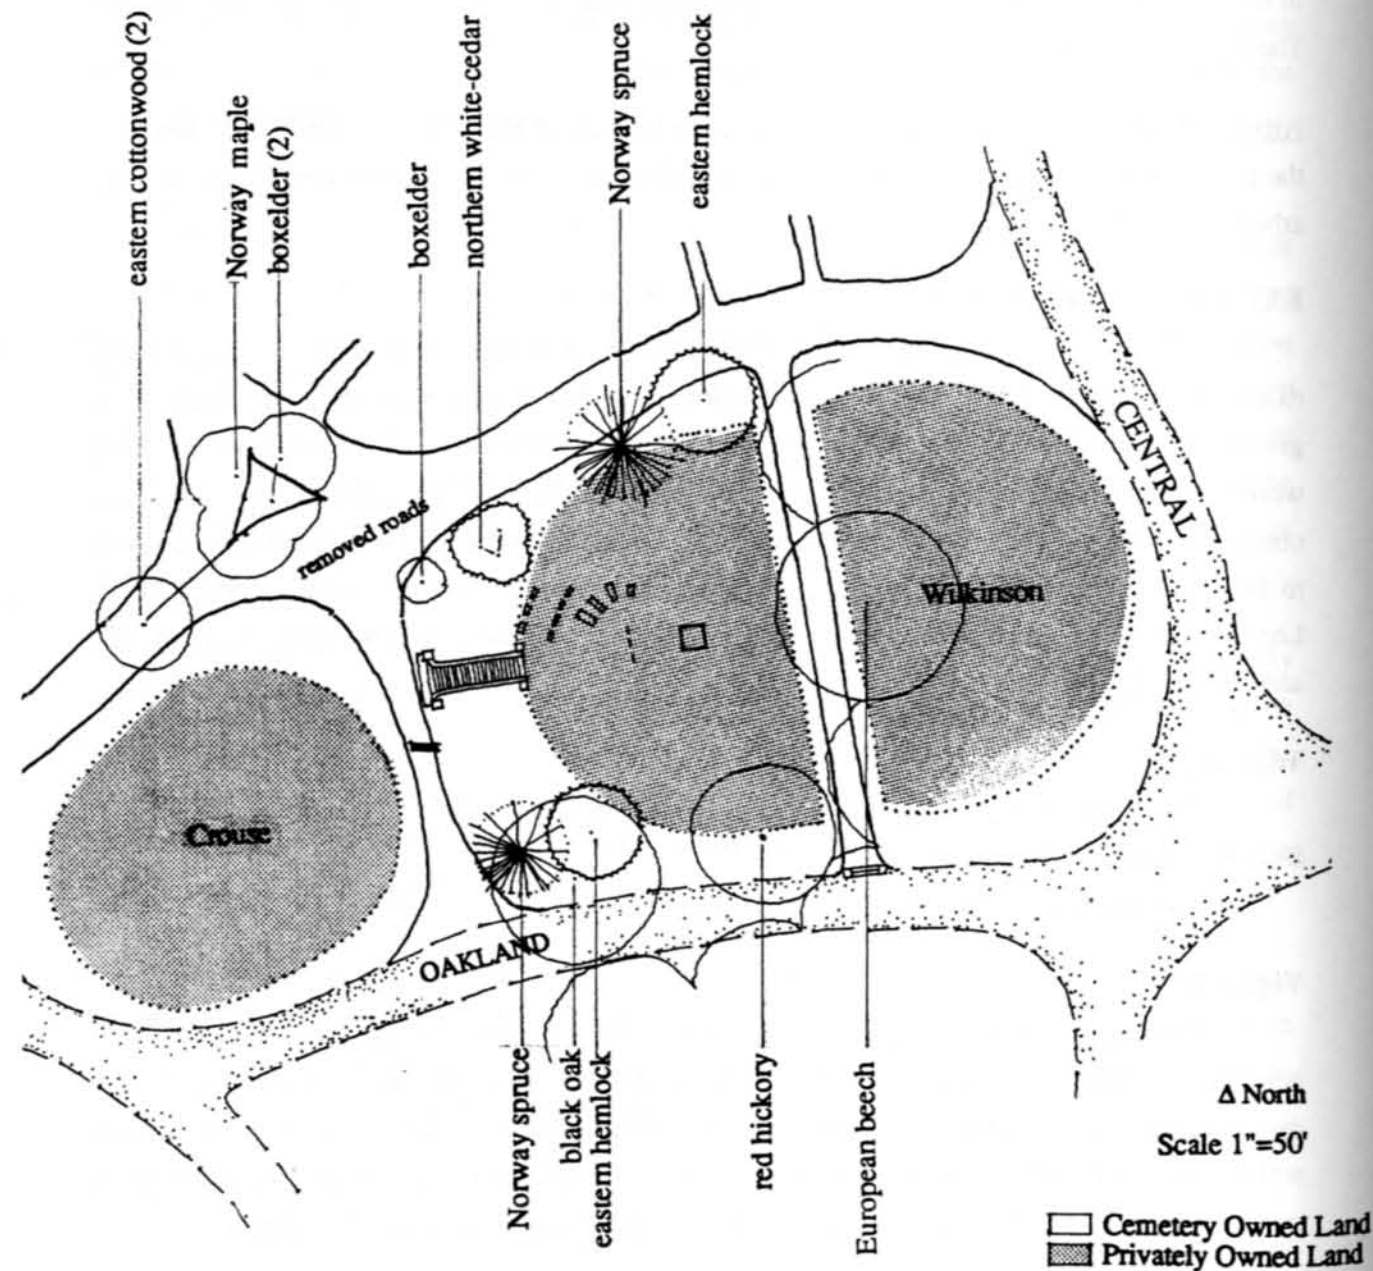 eastern cottonwood (2)
Norway maple
boxelder (2)
boxelder
northern white-cedar
Norway spruce
eastern hemlock
removed roads
CENTRAL
Wilkinson
Crouse
OAKLAND
Norway spruce
black oak
eastern hemlock
red hickory
European beech
Δ North
Scale 1"=50'
Cemetery Owned Land
Privately Owned Land